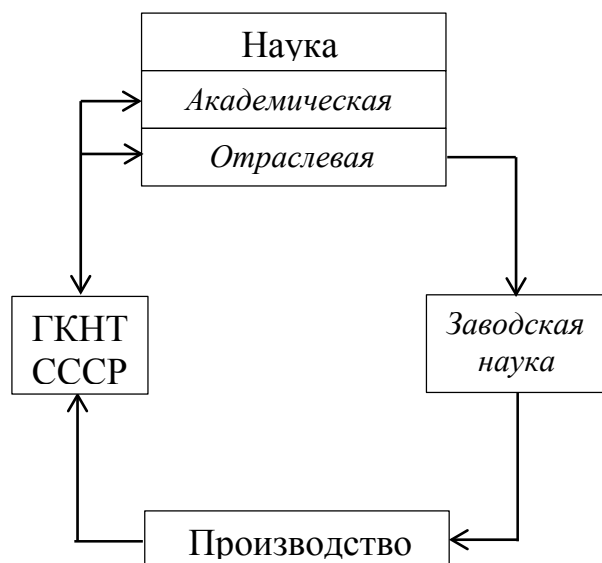 Наука
Академическая
Отраслевая
ГКНТ
СССР
Заводская
наука
Производство